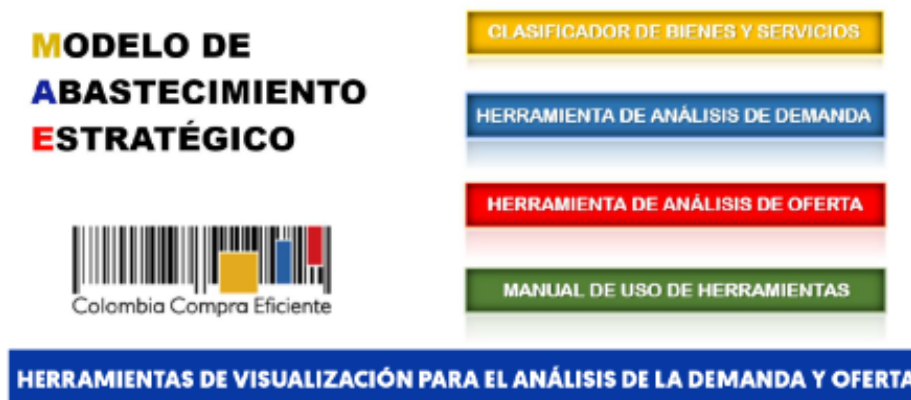 MODELO DE
ABASTECIMIENTO
ESTRATÉGICO
Colombia Compra Eficiente
CLASIFICADOR DE BIENES Y SERVICIOS
HERRAMIENTA DE ANÁLISIS DE DEMANDA
HERRAMIENTA DE ANÁLISIS DE OFERTA
MANUAL DE USO DE HERRAMIENTAS
HERRAMIENTAS DE VISUALIZACIÓN PARA EL ANÁLISIS DE LA DEMANDA Y OFERTA